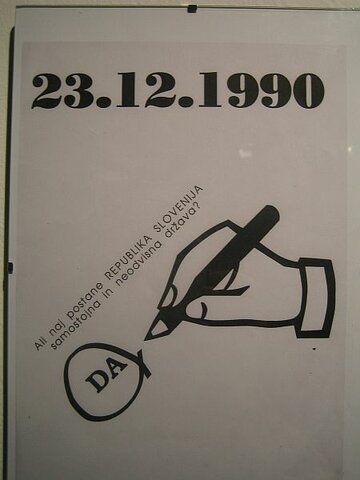 23.12.1990
Ali naj postane REPUBLIKA SLOVENIJA
samostojna in neodvisna država?
DA